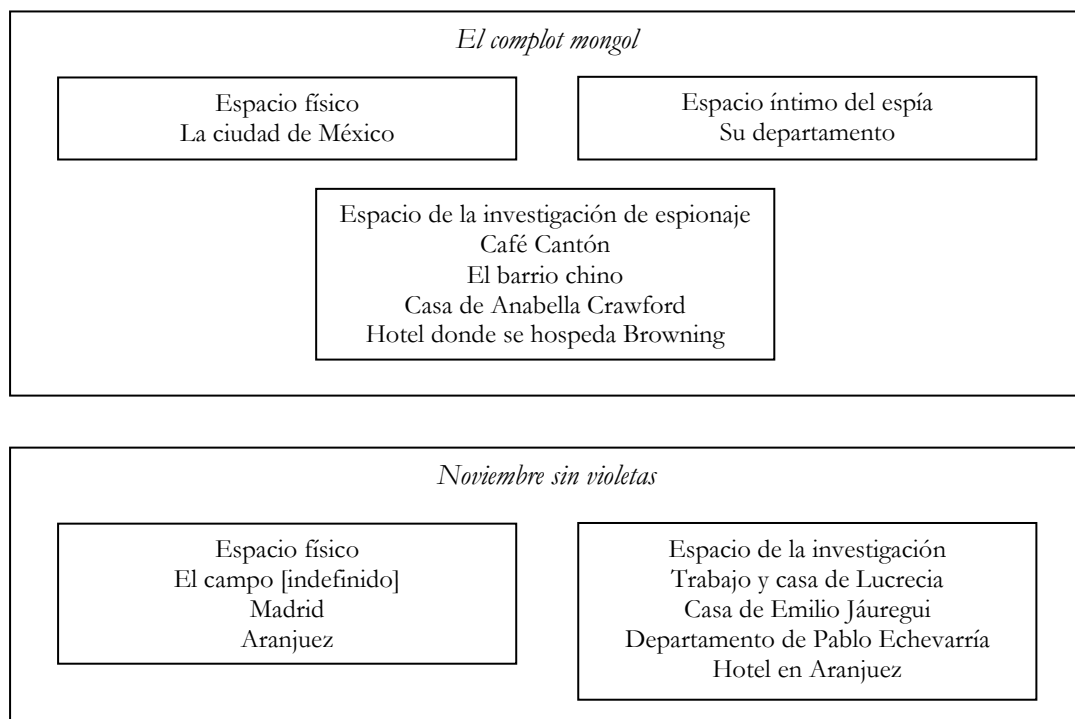 El complot mongol
Espacio físico
La ciudad de México
Espacio íntimo del espía
Su departamento
Espacio de la investigación de espionaje
Café Cantón
El barrio chino
Casa de Anabella Crawford
Hotel donde se hospeda Browning
Noviembre sin violetas
Espacio físico
El campo [indefinido]
Madrid
Aranjuez
Espacio de la investigación
Trabajo y casa de Lucrecia
Casa de Emilio Jáuregui
Departamento de Pablo Echevarría
Hotel en Aranjuez